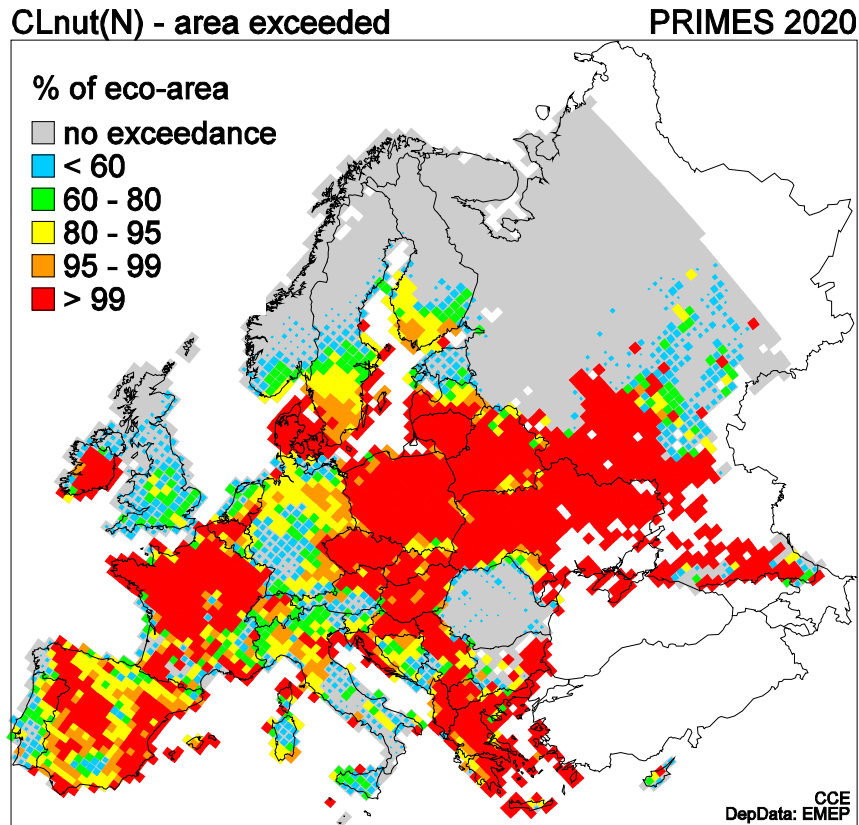 CLnut(N) - area exceeded PRIMES 2020
% of eco-area
no exceedance
< 60
60 - 80
80 - 95
95 - 99
> 99
CCE
DepData: EMEP